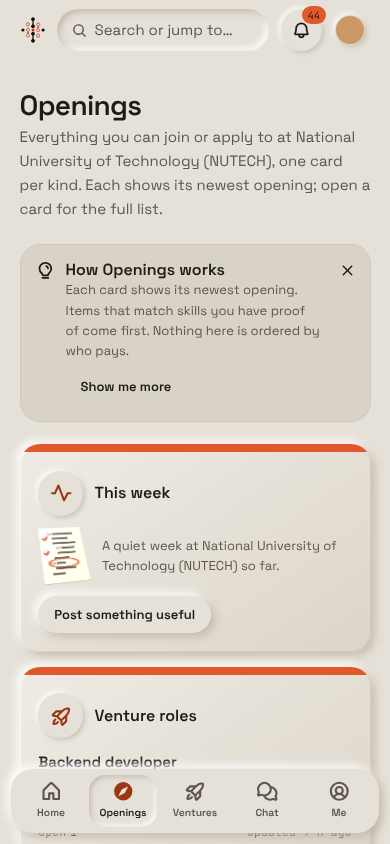 Search or jump to...
44
Openings
Everything you can join or apply to at National
University of Technology (NUTECH), one card
per kind. Each shows its newest opening; open a
card for the full list.
How Openings works
Each card shows its newest opening.
Items that match skills you have proof
of come first. Nothing here is ordered by
who pays.
Show me more
This week
A quiet week at National University of
Technology (NUTECH) so far.
Post something useful
Venture roles
Backend developer
Home
Openings
Ventures
Chat
Me